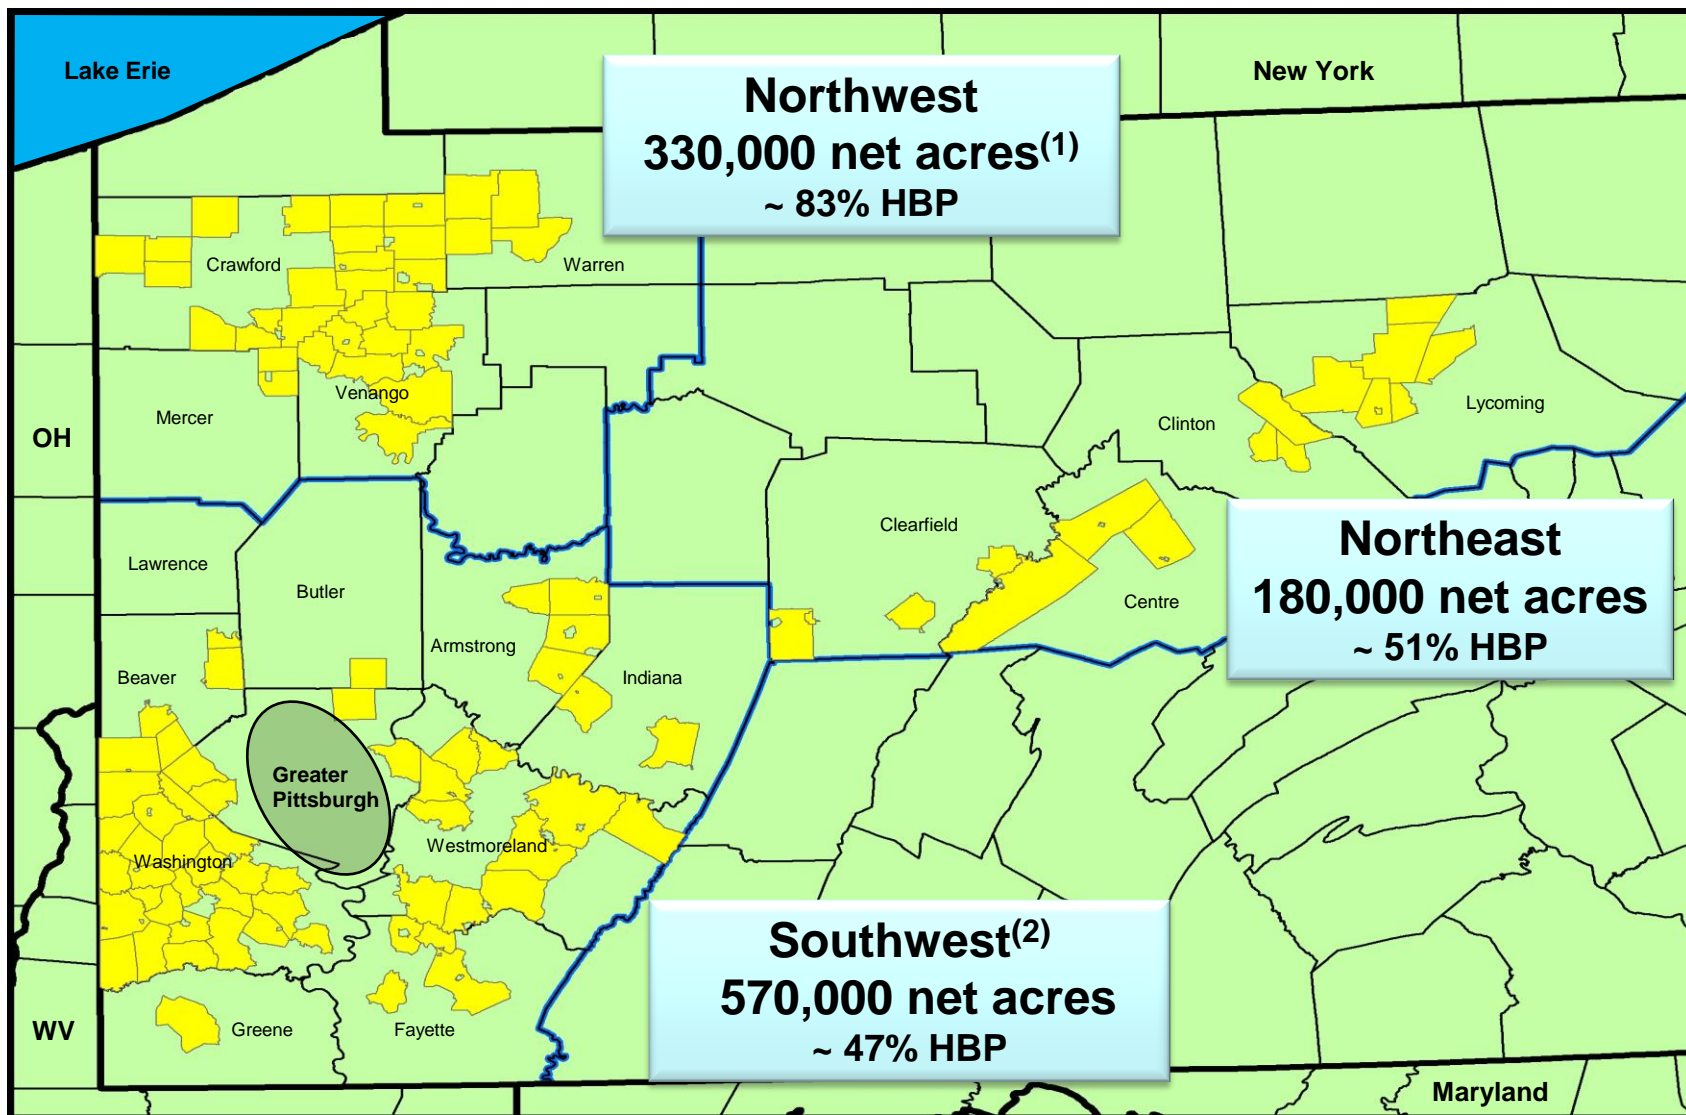 Lake Erie
New York
Northwest
330,000 net acres(1)
~ 83% HBP
Crawford
Warren
Venango
Mercer
Lycoming
Clinton
OH
Clearfield
Northeast
180,000 net acres
~ 51% HBP
Lawrence
Butler
Centre
Armstrong
Beaver
Indiana
Greater
Pittsburgh
Westmoreland
Washington
Southwest(2)
570,000 net acres
~ 47% HBP
WV
Greene
Fayette
Maryland